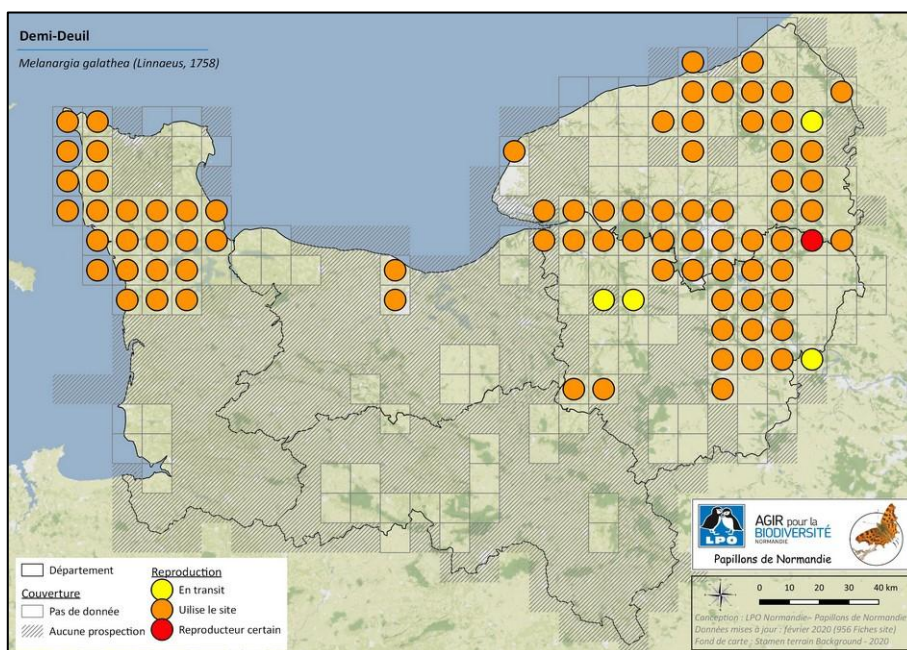 Demi-Deuil
Melanargia galathea (Linnaeus, 1758)
Département
Couverture
Pas de donnée
Aucune prospection
Reproduction
En transit
Utilise le site
Reproducteur certain
LPO
AGIR pour la
BIODIVERSITÉ
NORMANDIE
Papillons de Normandie
0 10 20 30 40 km
Conception : LPO Normandie– Papillons de Normandie
Données mises à jour : février 2020 (956 Fiches site)
Fond de carte : Stamen terrain Background - 2020